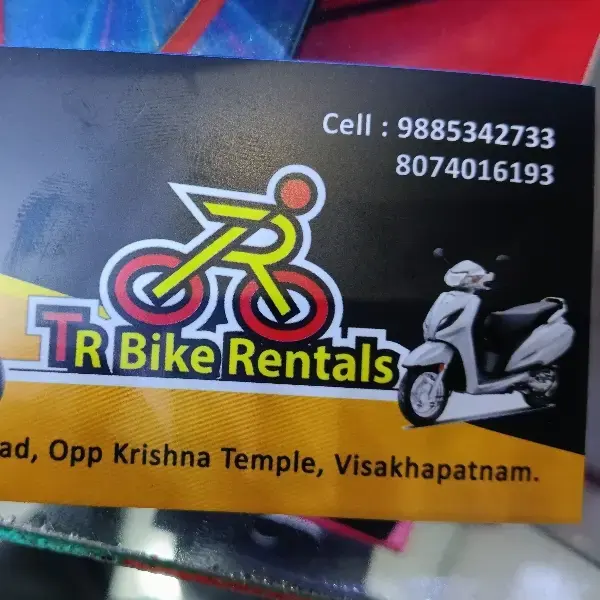 Cell : 9885342733
8074016193
TR Bike Rentals
ad, Opp Krishna Temple, Visakhapatnam.